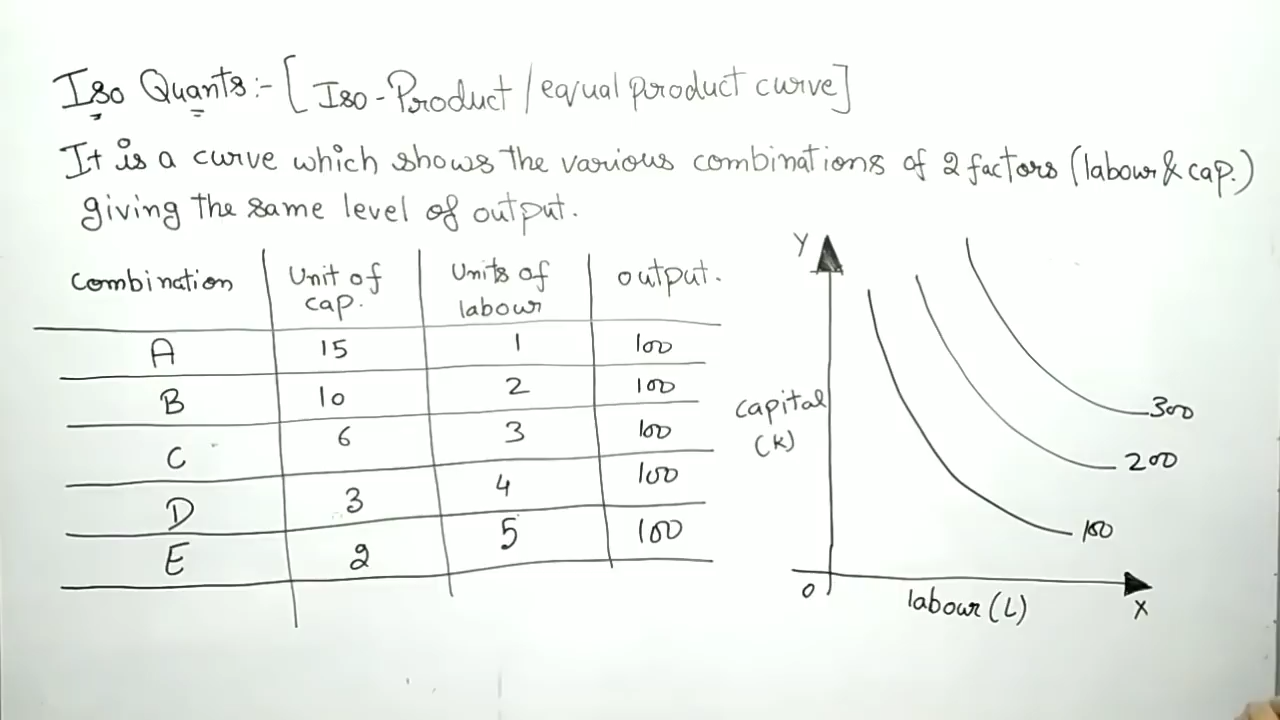 Iso Quants:- [Iso-Product / equal product curve]
It is a curve which shows the various combinations of 2 factors (labour & cap.)
giving the same level of output.
Combination Unit of cap. Units of labour output.
A 15 1 100
B 10 2 100
C 6 3 100
D 3 4 100
E 2 5 100
Y
capital
(K)
300
200
100
O
labour (L)
X